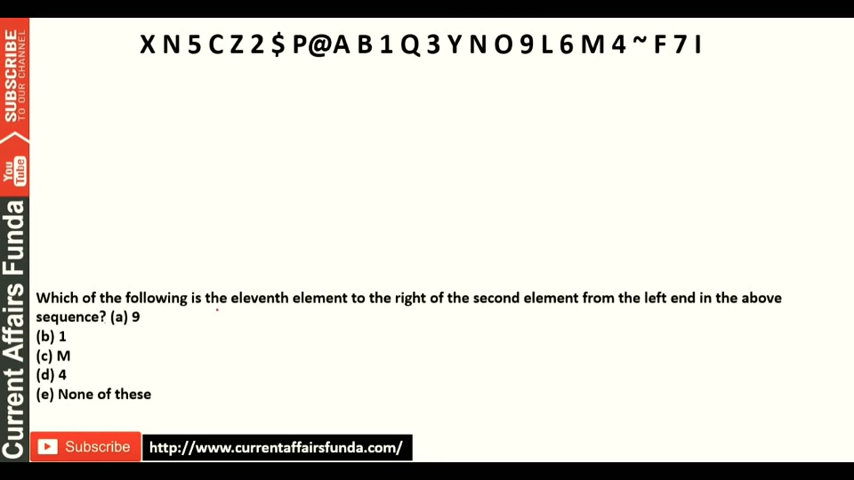 SUBSCRIBE
TO OUR CHANNEL
You
Tube
Current Affairs Funda
X N 5 C Z 2 $ P@A B 1 Q 3 Y N O 9 L 6 M 4 ~ F 7 I
Which of the following is the eleventh element to the right of the second element from the left end in the above
sequence? (a) 9
(b) 1
(c) M
(d) 4
(e) None of these
Subscribe
http://www.currentaffairsfunda.com/